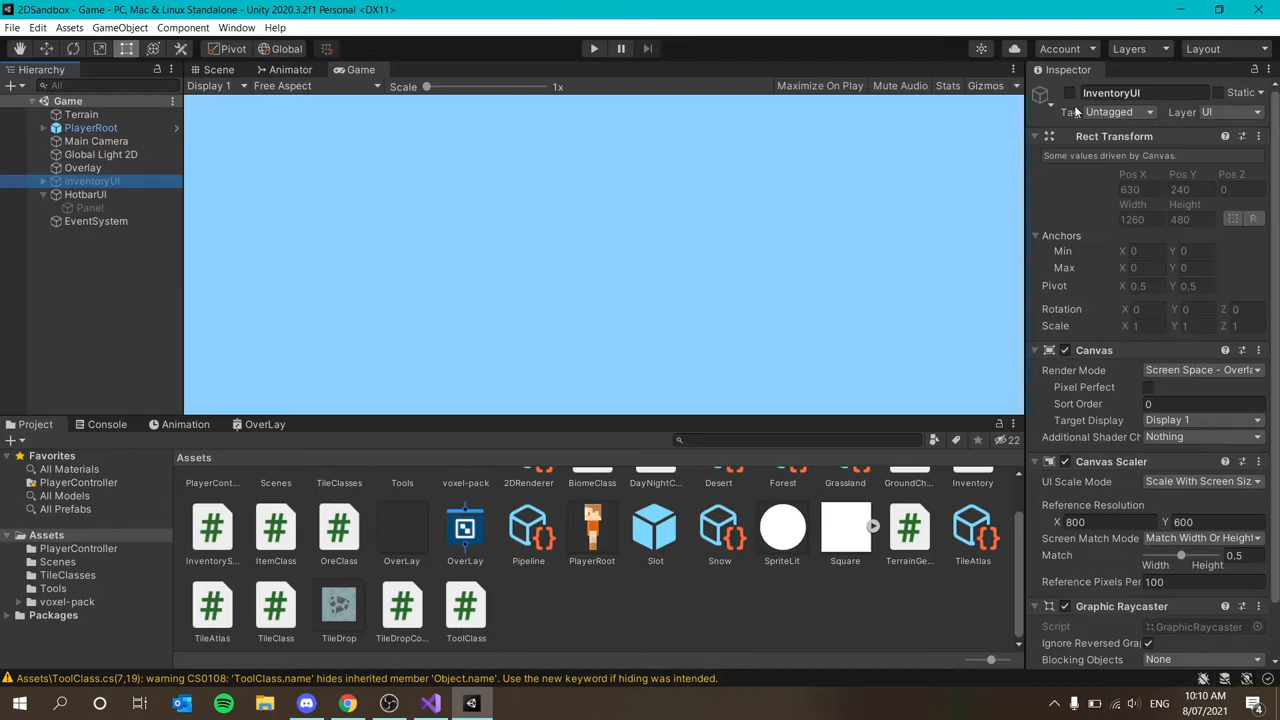 2DSandbox - Game - PC, Mac & Linux Standalone - Unity 2020.3.2f1 Personal <DX11>
File Edit Assets GameObject Component Window Help
Pivot Global Account Layers Layout
Hierarchy Scene Animator Game Inspector
All Display 1 Free Aspect Scale 1x Maximize On Play Mute Audio Stats Gizmos
InventoryUI Static
Game
Tag Untagged Layer UI
Terrain
PlayerRoot
Main Camera
Global Light 2D
Overlay
InventoryUI
HotbarUI
Panel
EventSystem
Rect Transform
Some values driven by Canvas.
Pos X Pos Y Pos Z
630 240 0
Width Height
1260 480 R
Anchors
Min X 0 Y 0
Max X 0 Y 0
Pivot X 0.5 Y 0.5
Rotation X 0 Y 0 Z 0
Scale X 1 Y 1 Z 1
Canvas
Render Mode Screen Space - Overla
Pixel Perfect
Sort Order 0
Target Display Display 1
Additional Shader Ch Nothing
Canvas Scaler
UI Scale Mode Scale With Screen Siz
Reference Resolution
X 800 Y 600
Screen Match Mode Match Width Or Height
Match 0.5
Width Height
Reference Pixels Per 100
Graphic Raycaster
Script GraphicRaycaster
Ignore Reversed Gra
Blocking Objects None
Project Console Animation OverLay
22
Favorites
All Materials
PlayerController
All Models
All Prefabs
Assets
PlayerController
Scenes
TileClasses
Tools
voxel-pack
Packages
Assets
PlayerCont... Scenes TileClasses Tools voxel-pack 2DRenderer BiomeClass DayNightC... Desert Forest Grassland GroundCh... Inventory
InventoryS... ItemClass OreClass OverLay OverLay Pipeline PlayerRoot Slot Snow SpriteLit Square TerrainGe... TileAtlas
TileAtlas TileClass TileDrop TileDropCo... ToolClass
Assets\ToolClass.cs(7,19): warning CS0108: 'ToolClass.name' hides inherited member 'Object.name'. Use the new keyword if hiding was intended.
10:10 AM
8/07/2021
4